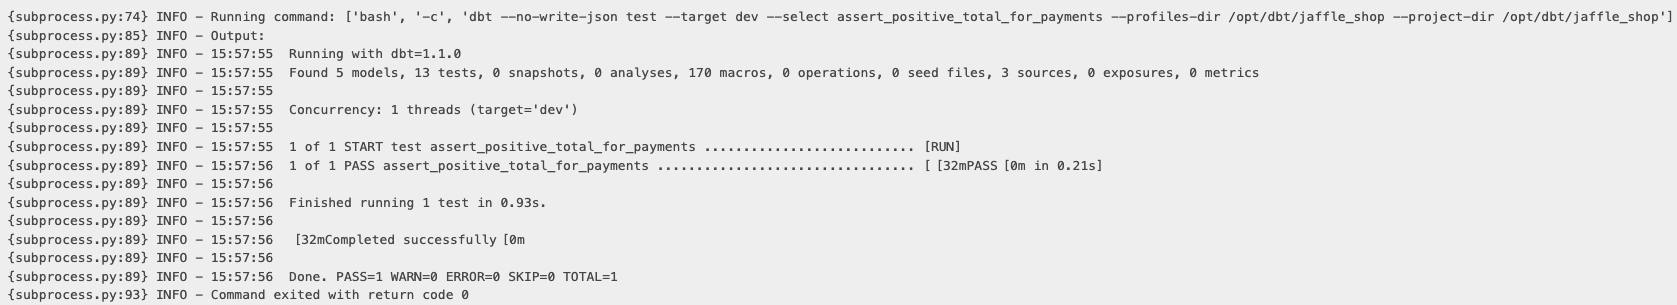 {subprocess.py:74} INFO – Running command: ['bash', '-c', 'dbt --no-write-json test --target dev --select assert_positive_total_for_payments --profiles-dir /opt/dbt/jaffle_shop --project-dir /opt/dbt/jaffle_shop']
{subprocess.py:85} INFO – Output:
{subprocess.py:89} INFO – 15:57:55  Running with dbt=1.1.0
{subprocess.py:89} INFO – 15:57:55  Found 5 models, 13 tests, 0 snapshots, 0 analyses, 170 macros, 0 operations, 0 seed files, 3 sources, 0 exposures, 0 metrics
{subprocess.py:89} INFO – 15:57:55
{subprocess.py:89} INFO – 15:57:55  Concurrency: 1 threads (target='dev')
{subprocess.py:89} INFO – 15:57:55
{subprocess.py:89} INFO – 15:57:55  1 of 1 START test assert_positive_total_for_payments ........................... [RUN]
{subprocess.py:89} INFO – 15:57:56  1 of 1 PASS assert_positive_total_for_payments ................................. [ [32mPASS [0m in 0.21s]
{subprocess.py:89} INFO – 15:57:56
{subprocess.py:89} INFO – 15:57:56  Finished running 1 test in 0.93s.
{subprocess.py:89} INFO – 15:57:56
{subprocess.py:89} INFO – 15:57:56  [32mCompleted successfully [0m
{subprocess.py:89} INFO – 15:57:56
{subprocess.py:89} INFO – 15:57:56  Done. PASS=1 WARN=0 ERROR=0 SKIP=0 TOTAL=1
{subprocess.py:93} INFO – Command exited with return code 0